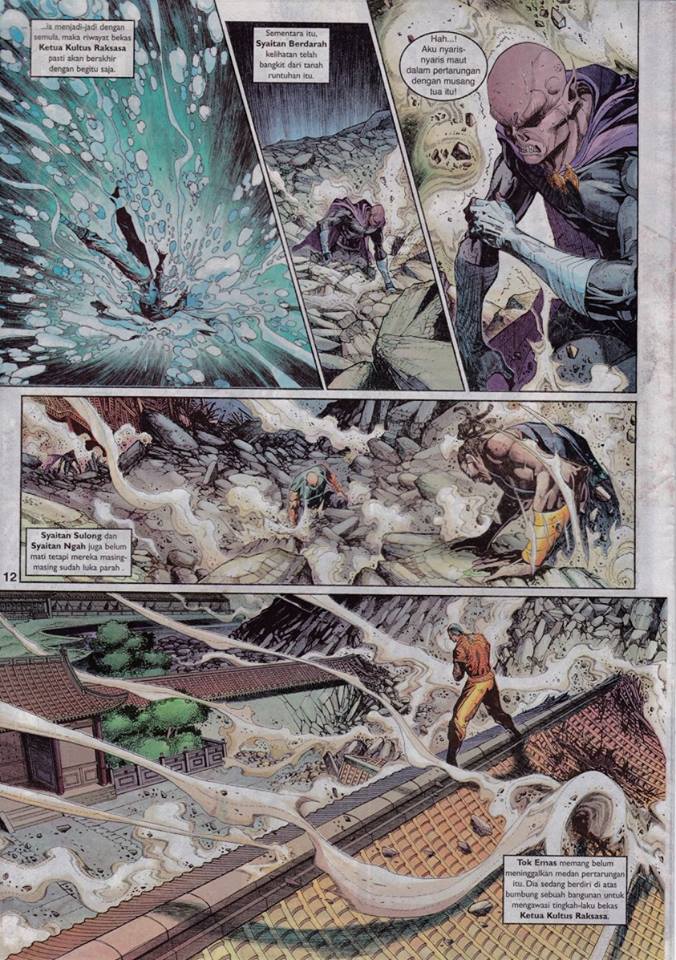 ...ia menjadi-jadi dengan
semula, maka riwayat bekas
Ketua Kultus Raksasa
pasti akan berakhir
dengan begitu saja.
Sementara itu,
Syaitan Berdarah
kelihatan telah
bangkit dari tanah
runtuhan itu.
Hah...!
Aku nyaris-
nyaris maut
dalam pertarungan
dengan musang
tua itu!
Syaitan Sulong dan
Syaitan Ngah juga belum
mati tetapi mereka masing-
masing sudah luka parah .
12
Tok Emas memang belum
meninggalkan medan pertarungan
itu. Dia sedang berdiri di atas
bumbung sebuah bangunan untuk
mengawasi tingkah-laku bekas
Ketua Kultus Raksasa.